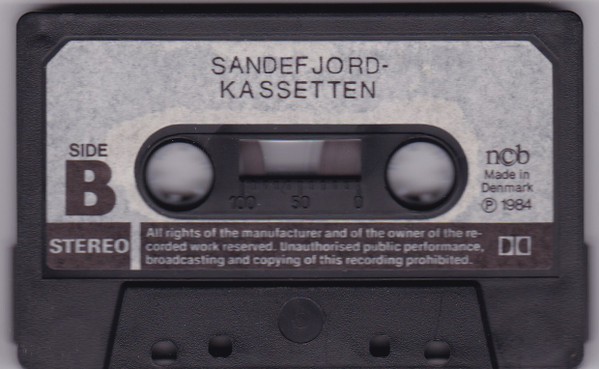 SANDEFJORD-
KASSETTEN
SIDE
B
ncb
Made in
Denmark
Ⓟ 1984
100 50 0
STEREO
All rights of the manufacturer and of the owner of the re-
corded work reserved. Unauthorised public performance,
broadcasting and copying of this recording prohibited.